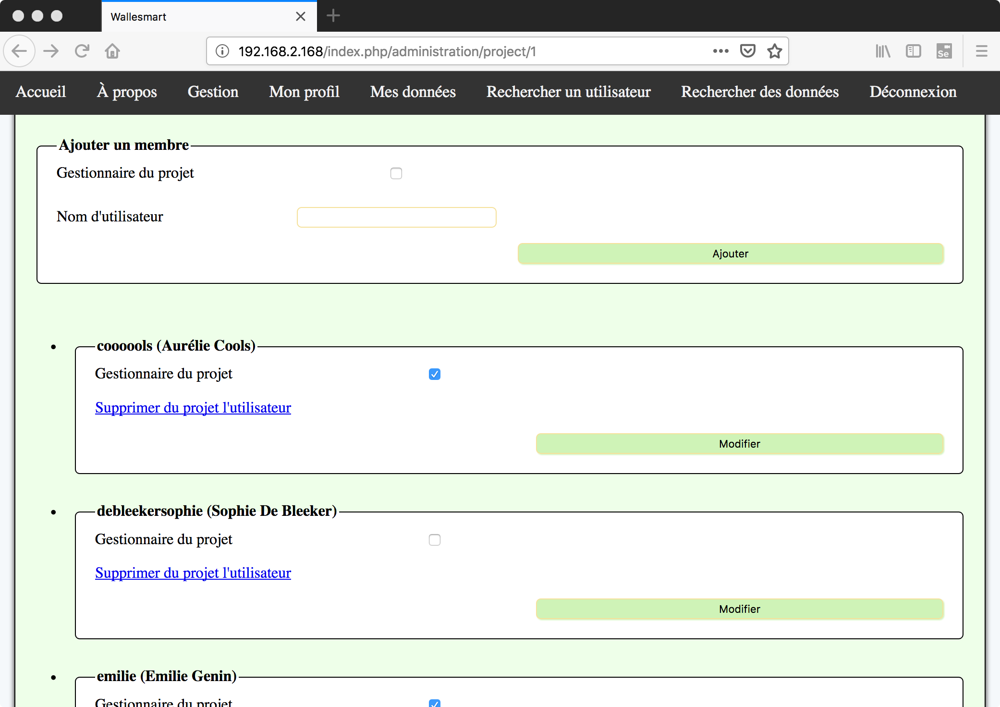 Wallesmart
192.168.2.168/index.php/administration/project/1
Se
Accueil À propos Gestion Mon profil Mes données Rechercher un utilisateur Rechercher des données Déconnexion
Ajouter un membre
Gestionnaire du projet
Nom d'utilisateur
Ajouter
coooools (Aurélie Cools)
Gestionnaire du projet
Supprimer du projet l'utilisateur
Modifier
debleekersophie (Sophie De Bleeker)
Gestionnaire du projet
Supprimer du projet l'utilisateur
Modifier
emilie (Emilie Genin)
Gestionnaire du projet